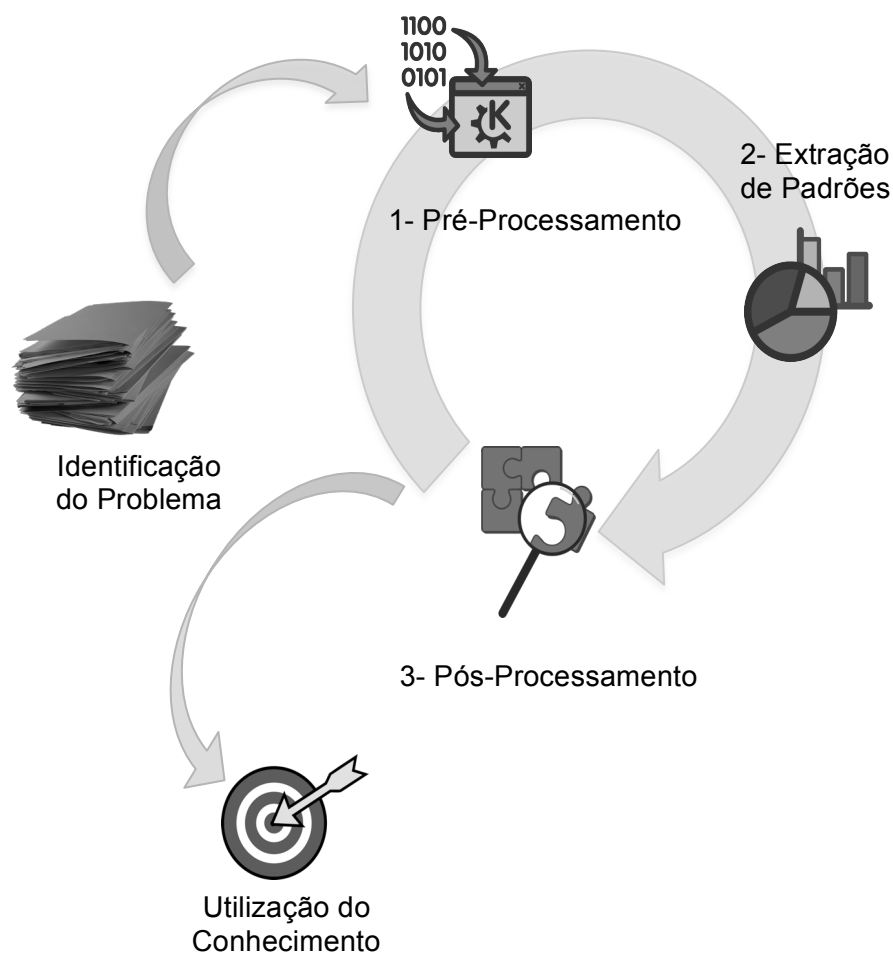 1100
1010
0101
K
2- Extração
de Padrões
1- Pré-Processamento
Identificação
do Problema
3- Pós-Processamento
Utilização do
Conhecimento